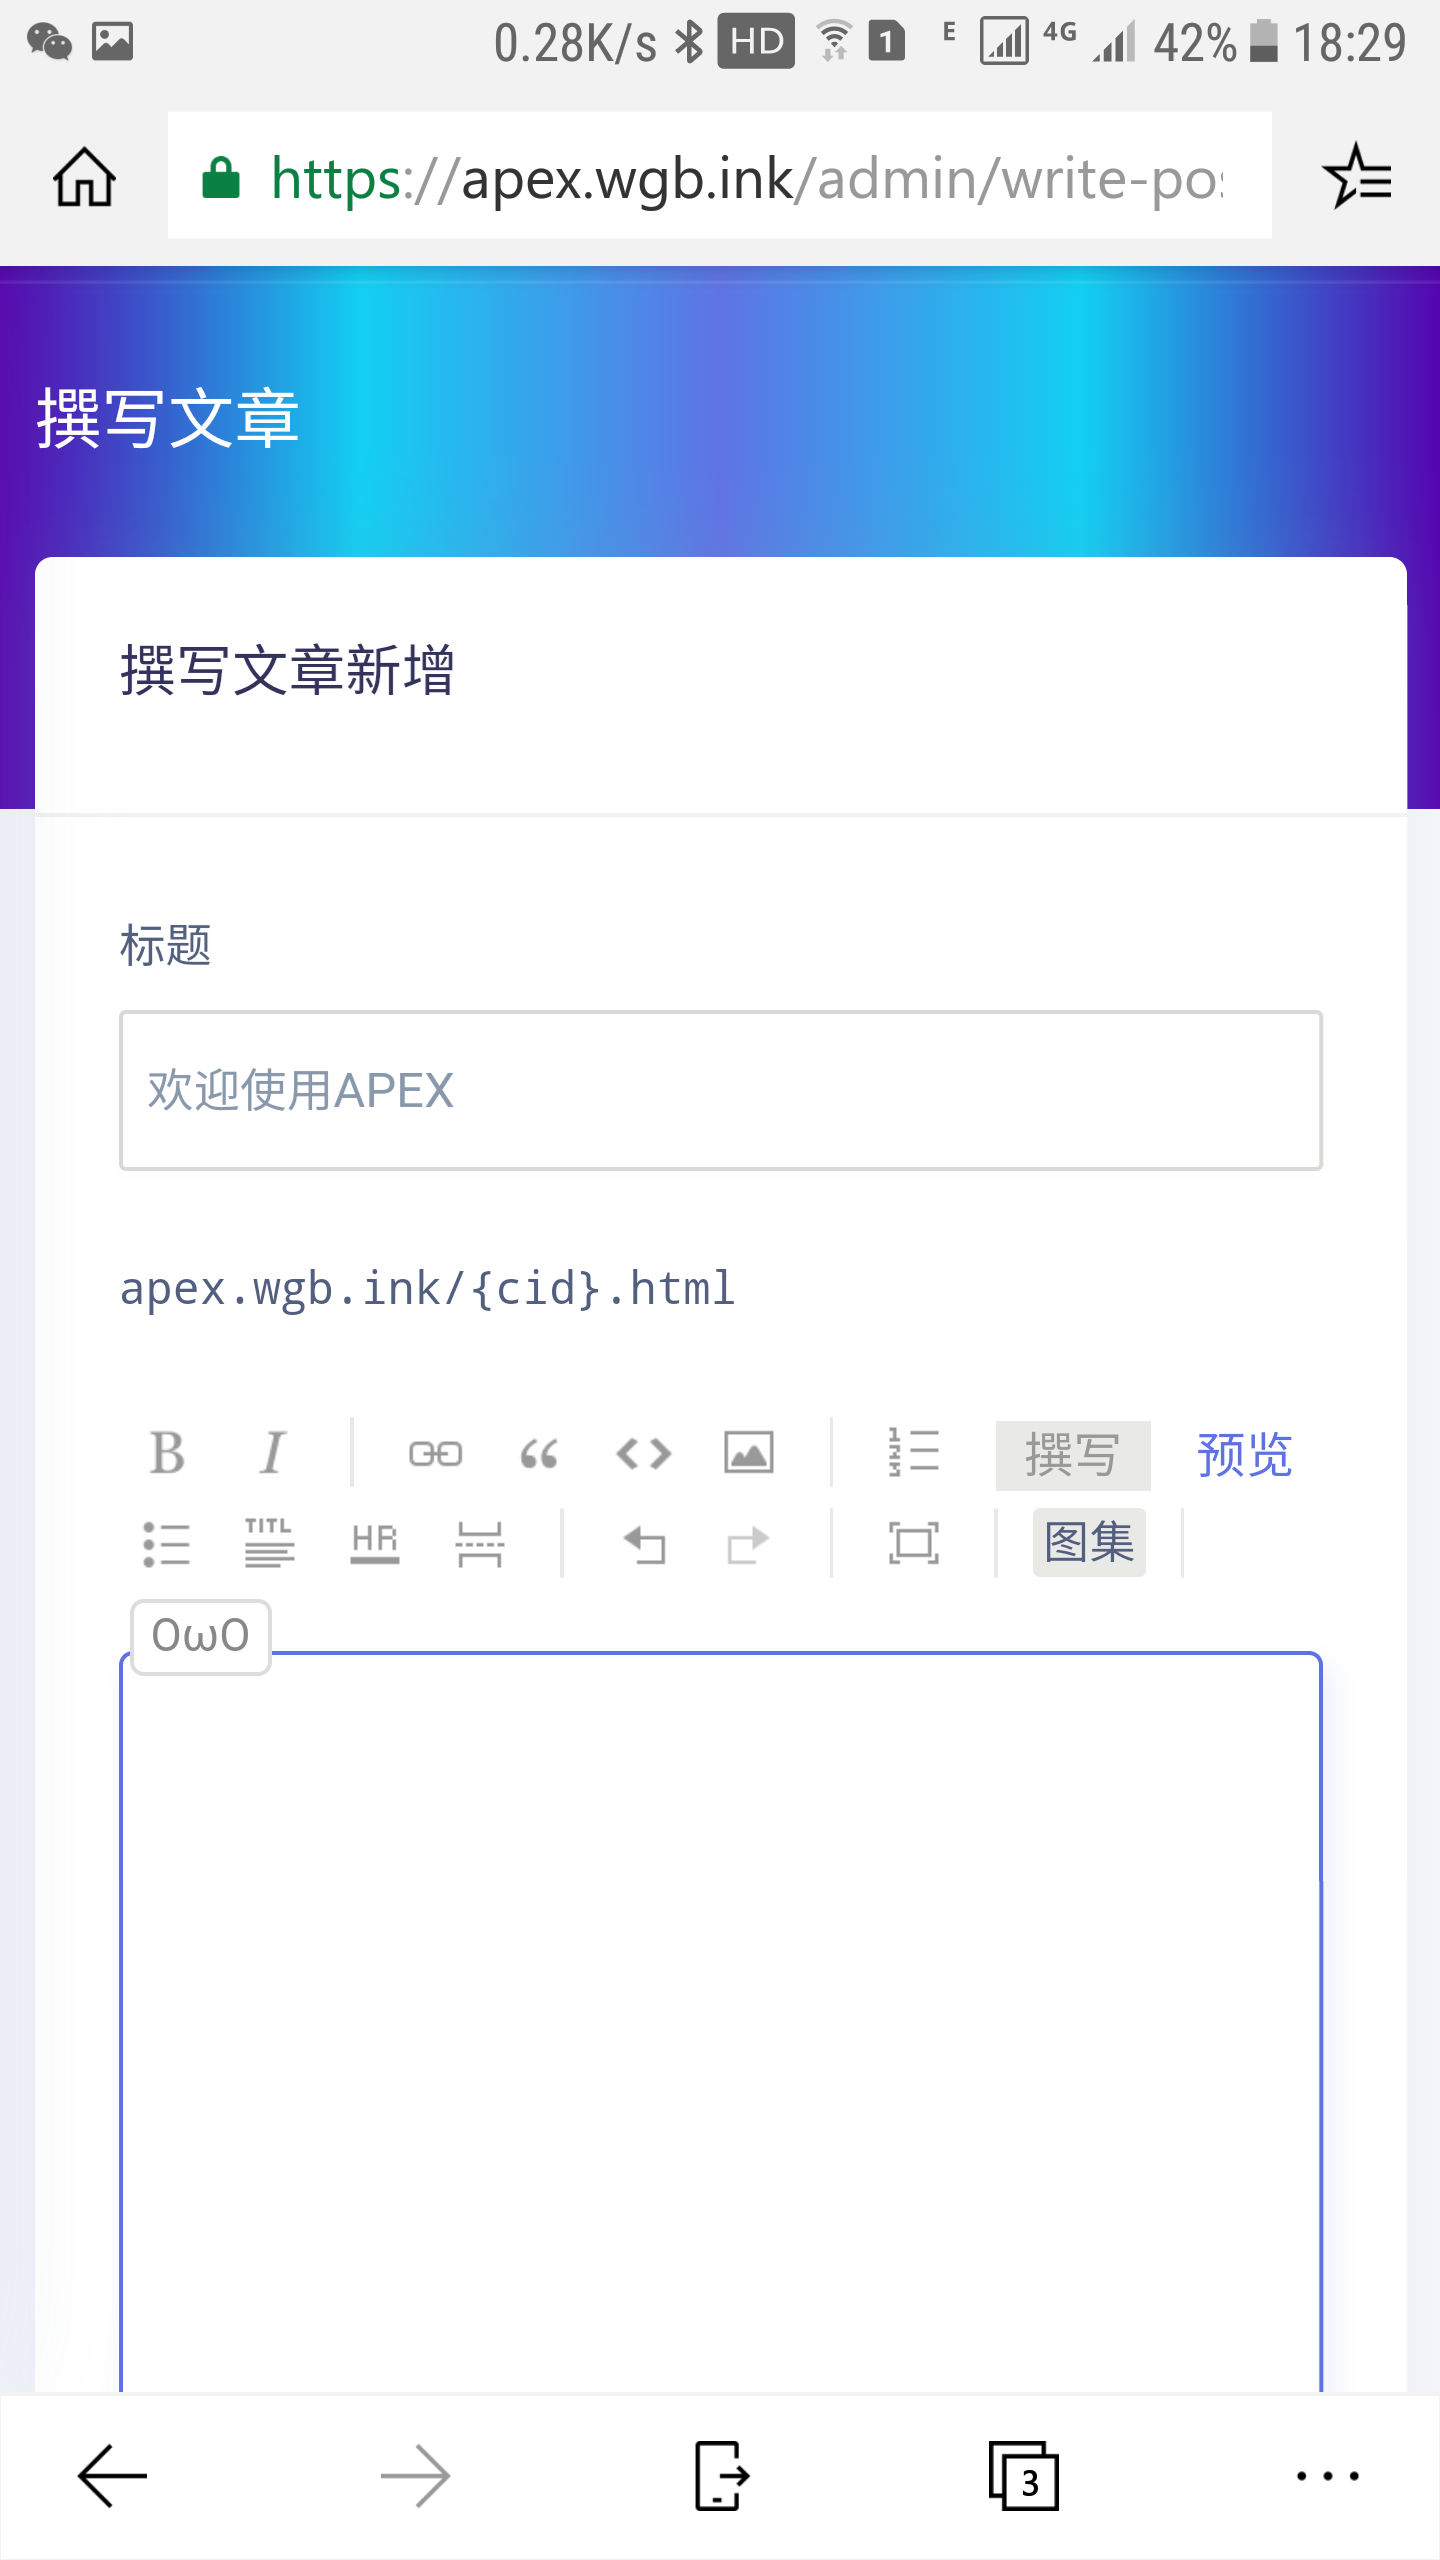 0.28K/s HD 1 E 4G 42% 18:29
https://apex.wgb.ink/admin/write-pos
撰写文章
撰写文章新增
标题
欢迎使用APEX
apex.wgb.ink/{cid}.html
B I 撰写 预览
TITL HR 图集
OωO
3